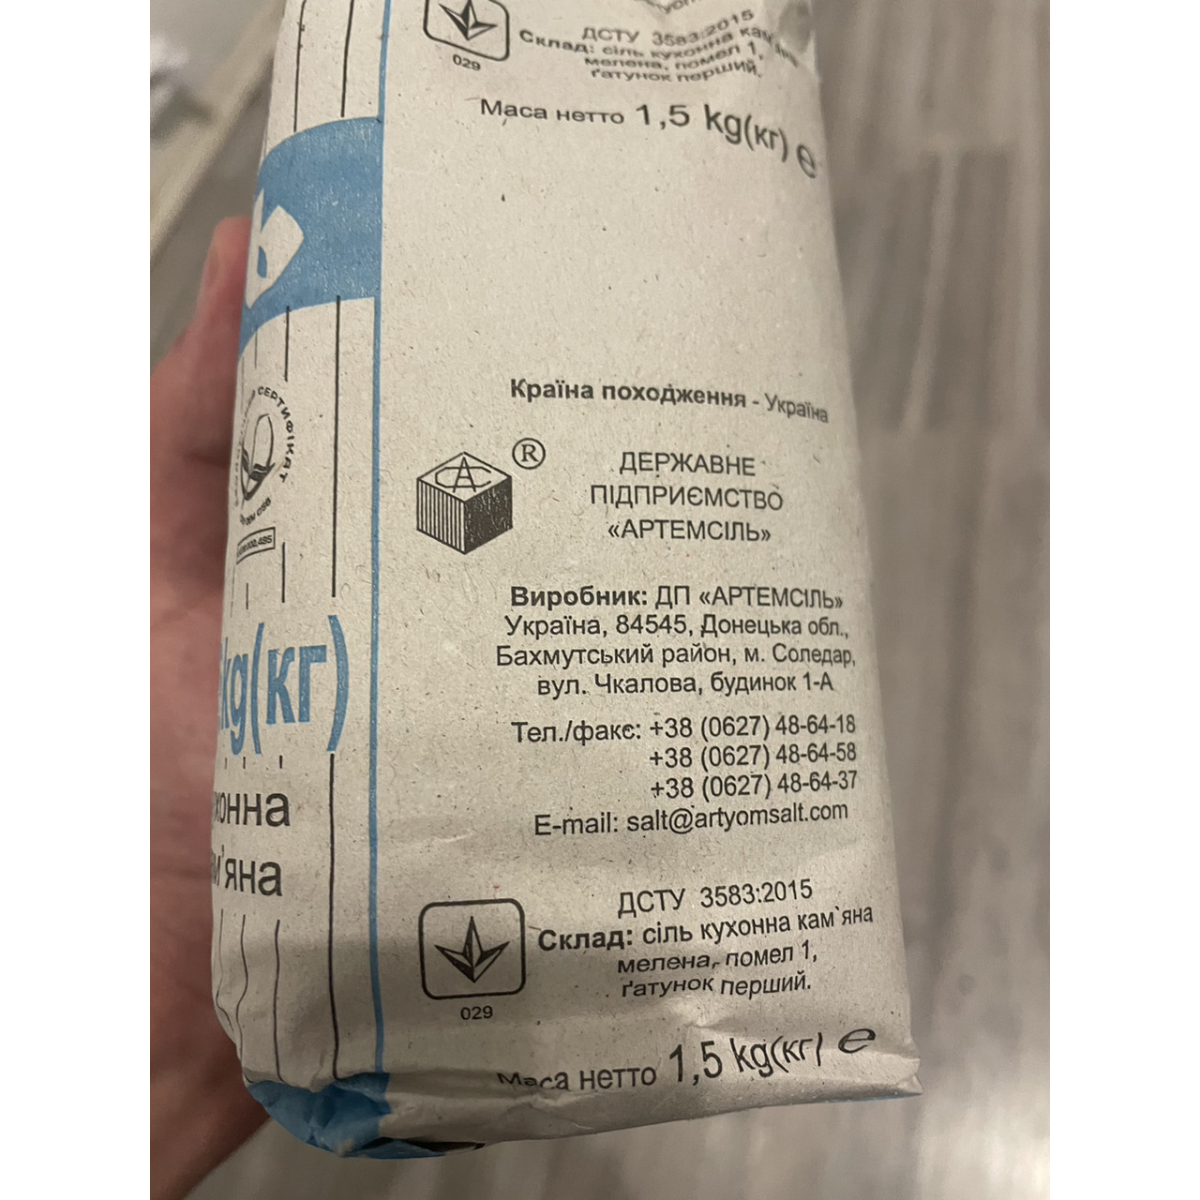 029
ДСТУ 3583:2015
Склад: сіль кухонна кам
мелена, помел 1,
ґатунок перший.
Маса нетто 1,5 kg(кг) e
ь
СЕРТИФІКАТ
Країна походження - Україна
АС ®
ДЕРЖАВНЕ
ПІДПРИЄМСТВО
«АРТЕМСІЛЬ»
Виробник: ДП «АРТЕМСІЛЬ»
Україна, 84545, Донецька обл.,
Бахмутський район, м. Соледар,
вул. Чкалова, будинок 1-А
kg(кг)
Тел./факс: +38 (0627) 48-64-18
+38 (0627) 48-64-58
+38 (0627) 48-64-37
E-mail: salt@artyomsalt.com
хонна
м'яна
ДСТУ 3583:2015
Склад: сіль кухонна кам`яна
мелена, помел 1,
ґатунок перший.
029
Маса нетто 1,5 kg(кг) e